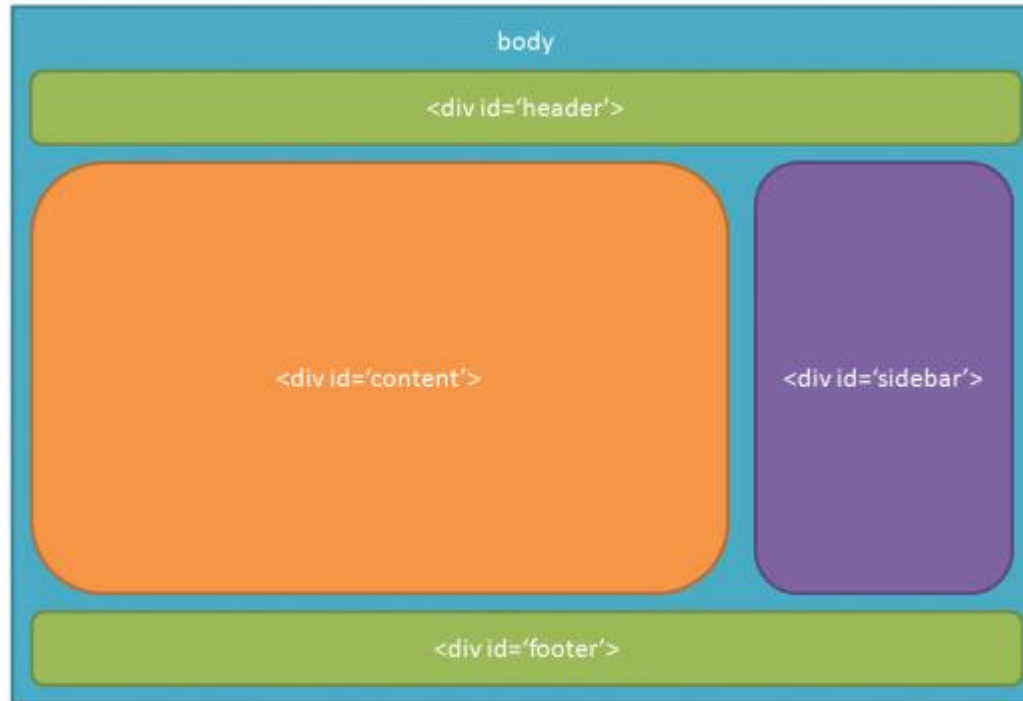 body
<div id=‘header’>
<div id=‘content’>
<div id=‘sidebar’>
<div id=‘footer’>